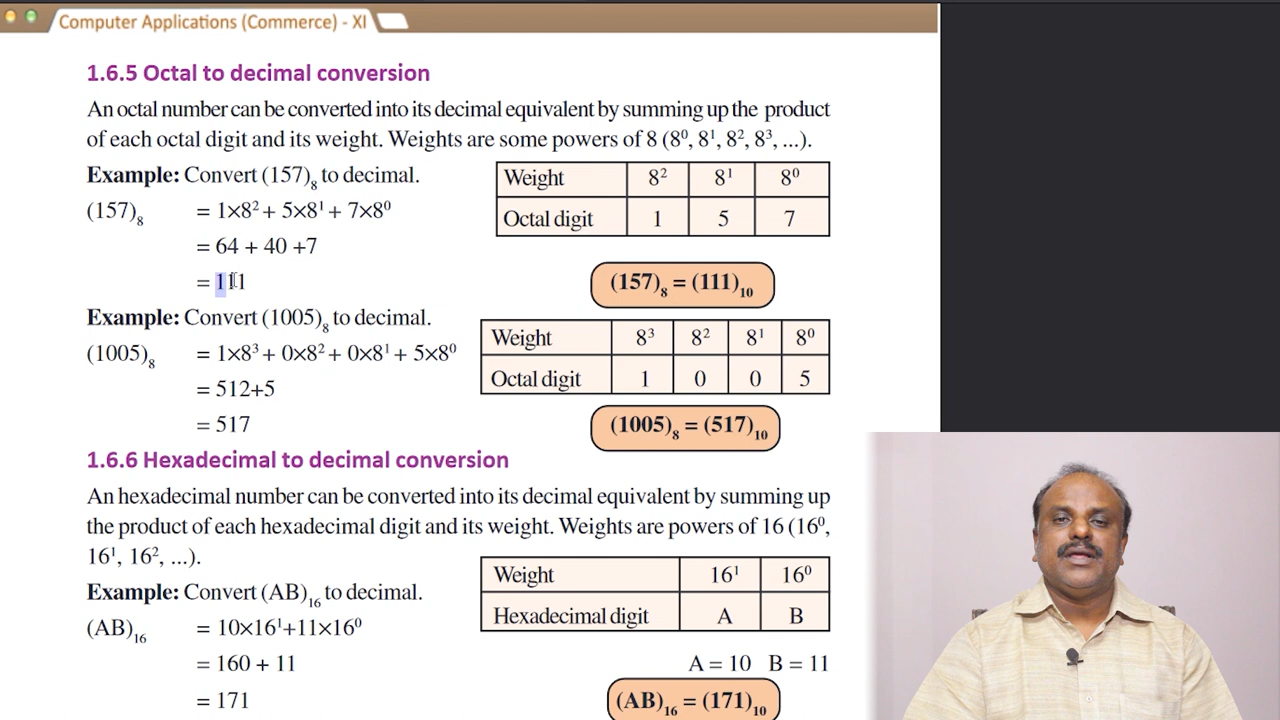 Computer Applications (Commerce) - XI
1.6.5 Octal to decimal conversion
An octal number can be converted into its decimal equivalent by summing up the product
of each octal digit and its weight. Weights are some powers of 8 (8⁰, 8¹, 8², 8³, ...).
Example: Convert (157)₈ to decimal.
(157)₈ = 1×8² + 5×8¹ + 7×8⁰
= 64 + 40 +7
= 111
Weight 8² 8¹ 8⁰
Octal digit 1 5 7
(157)₈ = (111)₁₀
Example: Convert (1005)₈ to decimal.
(1005)₈ = 1×8³ + 0×8² + 0×8¹ + 5×8⁰
= 512+5
= 517
Weight 8³ 8² 8¹ 8⁰
Octal digit 1 0 0 5
(1005)₈ = (517)₁₀
1.6.6 Hexadecimal to decimal conversion
An hexadecimal number can be converted into its decimal equivalent by summing up
the product of each hexadecimal digit and its weight. Weights are powers of 16 (16⁰,
16¹, 16², ...).
Example: Convert (AB)₁₆ to decimal.
(AB)₁₆ = 10×16¹+11×16⁰
= 160 + 11
= 171
Weight 16¹ 16⁰
Hexadecimal digit A B
A = 10 B = 11
(AB)₁₆ = (171)₁₀